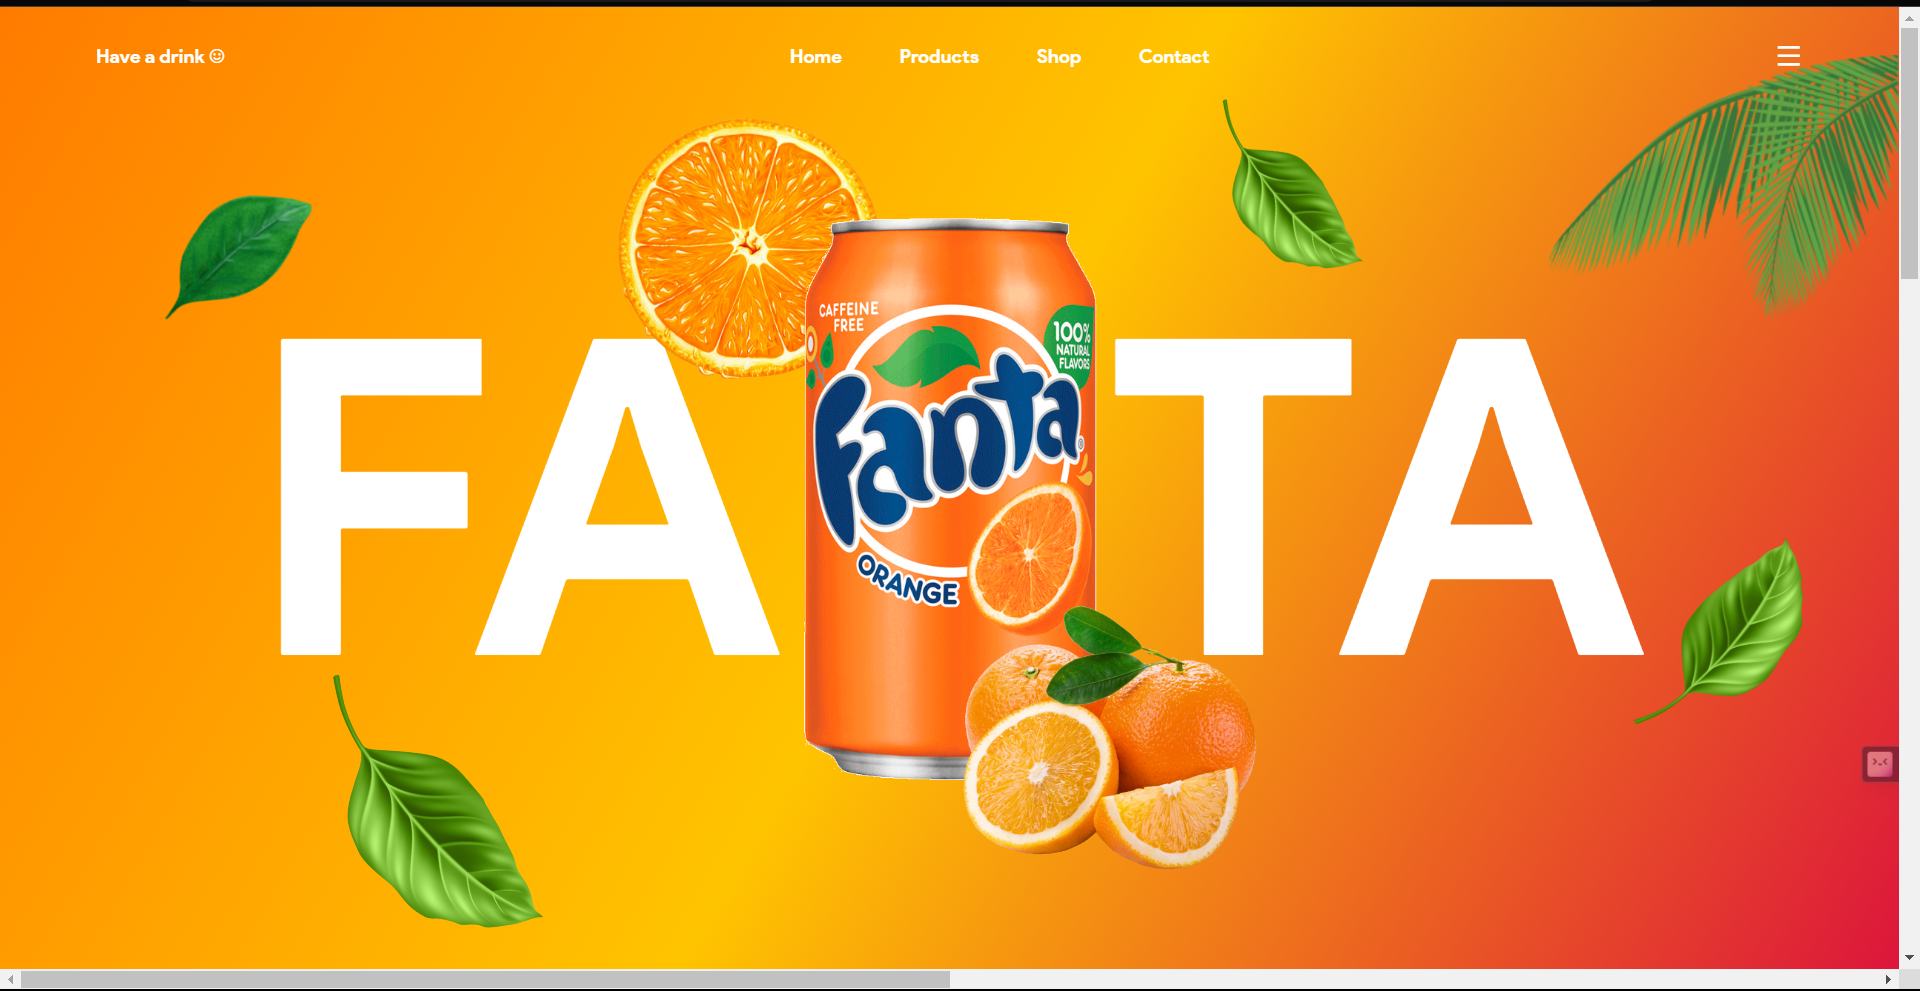 Have a drink ☺
Home Products Shop Contact
FA TA
CAFFEINE
FREE
100%
NATURAL
FLAVORS
Fanta®
ORANGE